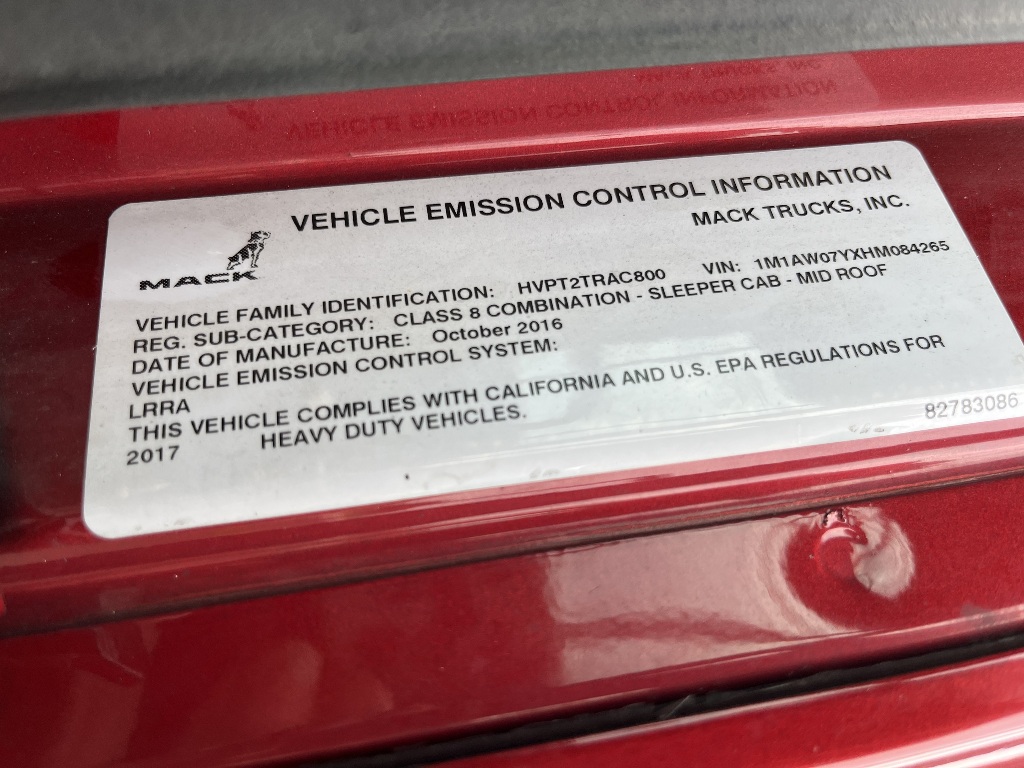 VEHICLE EMISSION CONTROL INFORMATION
MACK TRUCKS, INC.
MACK
VEHICLE FAMILY IDENTIFICATION: HVPT2TRAC800 VIN: 1M1AW07YXHM084265
REG. SUB-CATEGORY: CLASS 8 COMBINATION - SLEEPER CAB - MID ROOF
DATE OF MANUFACTURE: October 2016
VEHICLE EMISSION CONTROL SYSTEM:
LRRA
THIS VEHICLE COMPLIES WITH CALIFORNIA AND U.S. EPA REGULATIONS FOR
2017 HEAVY DUTY VEHICLES.
82783086